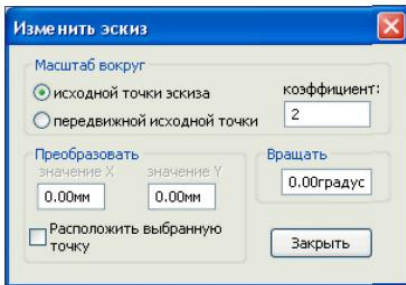 Изменить эскиз
Масштаб вокруг
исходной точки эскиза
передвижной исходной точки
коэффициент:
2
Преобразовать
значение X значение Y
0.00мм 0.00мм
Расположить выбранную
точку
Вращать
0.00градус
Закрыть